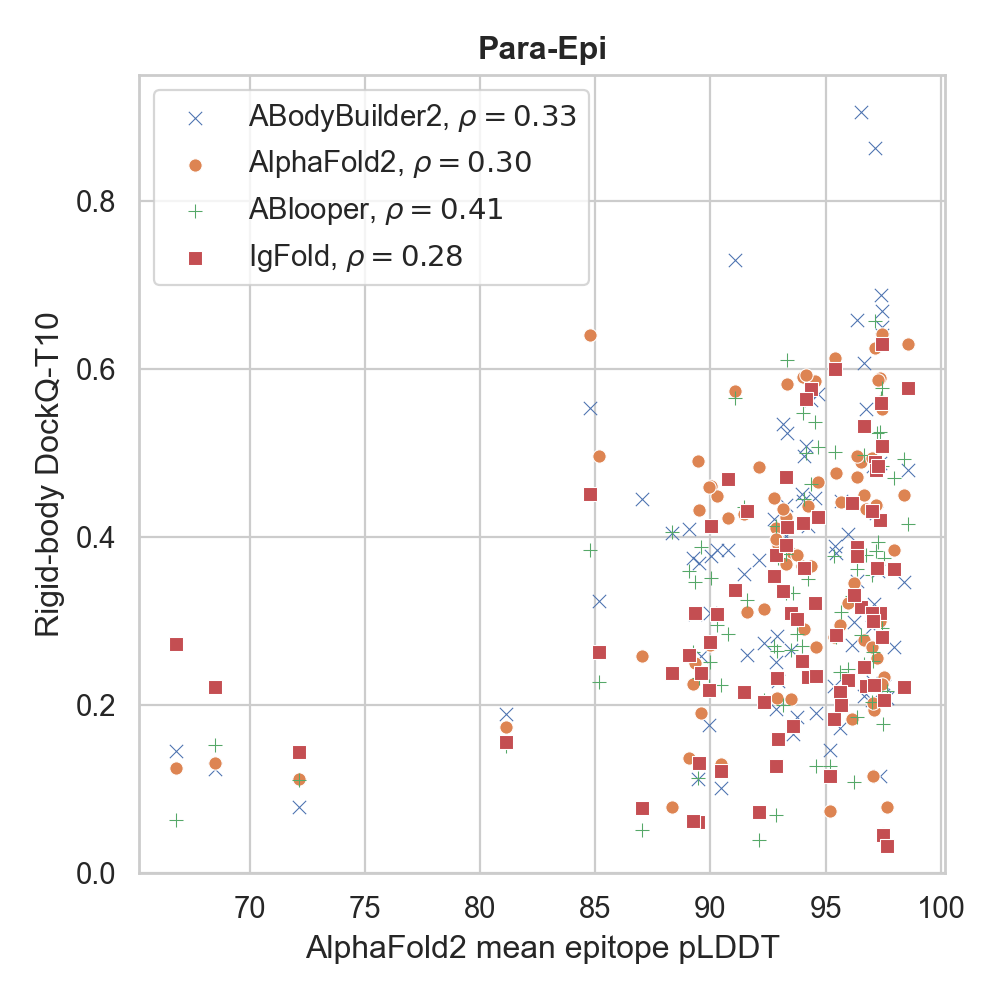 Para-Epi
ABodyBuilder2, ρ = 0.33
AlphaFold2, ρ = 0.30
ABlooper, ρ = 0.41
IgFold, ρ = 0.28
Rigid-body DockQ-T10
0.8
0.6
0.4
0.2
0.0
70 75 80 85 90 95 100
AlphaFold2 mean epitope pLDDT